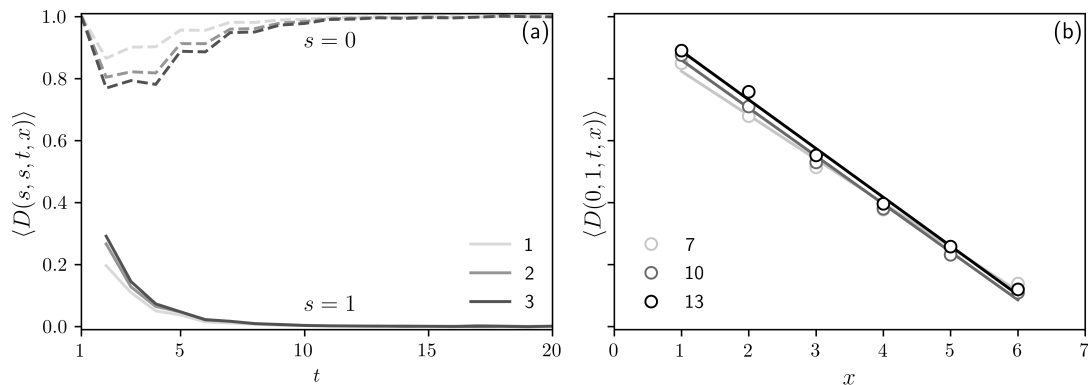 (a)
⟨D(s, s, t, x)⟩
1.0
0.8
0.6
0.4
0.2
0.0
s = 0
s = 1
1
2
3
1 5 10 15 20
t
(b)
⟨D(0, 1, t, x)⟩
7
10
13
0 1 2 3 4 5 6 7
x